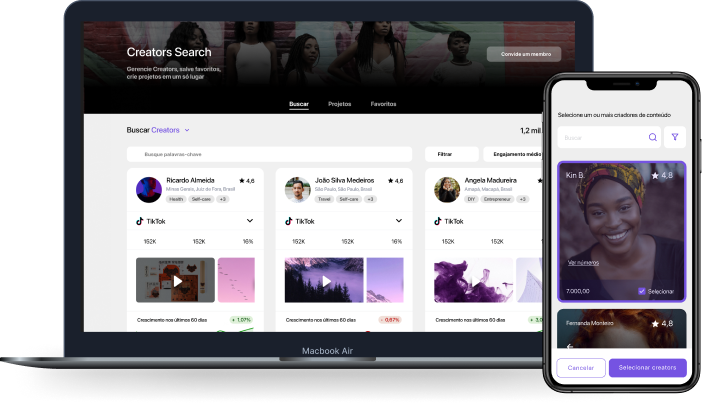 Creators Search
Gerencie Creators, salve favoritos,
crie projetos em um só lugar
Convide um membro
Buscar Projetos Favoritos
Buscar Creators
1,2 mil
Busque palavras-chave
Filtrar
Engajamento médio
Ricardo Almeida
4,6
Minas Gerais, Juiz de Fora, Brasil
Health Self-care +3
TikTok
152K 152K 16%
Crescimento nos últimos 60 dias
+ 1,97%
João Silva Medeiros
4,6
São Paulo, São Paulo, Brasil
Travel Self-care +3
TikTok
152K 152K 16%
Crescimento nos últimos 60 dias
- 0,67%
Angela Madureira
Amapá, Macapá, Brasil
DIY Entrepreneur +3
TikTok
152K 152K
Crescimento nos últimos 60 dias
Macbook Air
Selecione um ou mais criadores de conteúdo
Busca
Kin B.
4,8
Ver números
7.000,00
Selecionar
Fernanda Monteiro
4,8
Cancelar
Selecionar creators